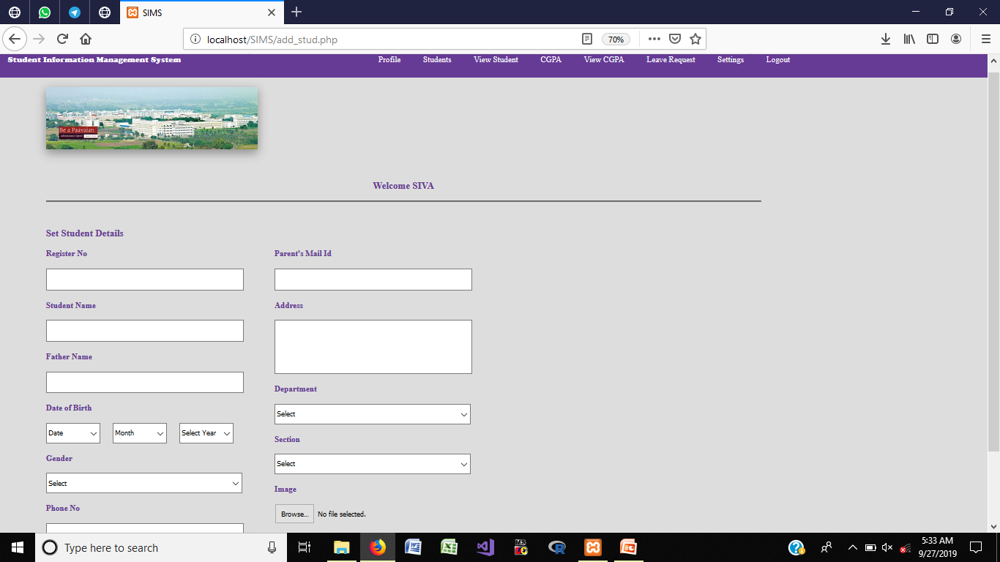 SIMS
localhost/SIMS/add_stud.php
70%
Student Information Management System
Profile
Students
View Student
CGPA
View CGPA
Leave Request
Settings
Logout
Be a Paavaian
Welcome SIVA
Set Student Details
Register No
Parent's Mail Id
Student Name
Address
Father Name
Department
Select
Date of Birth
Date
Month
Select Year
Section
Select
Gender
Select
Image
Browse... No file selected.
Phone No
Type here to search
5:33 AM
9/27/2019